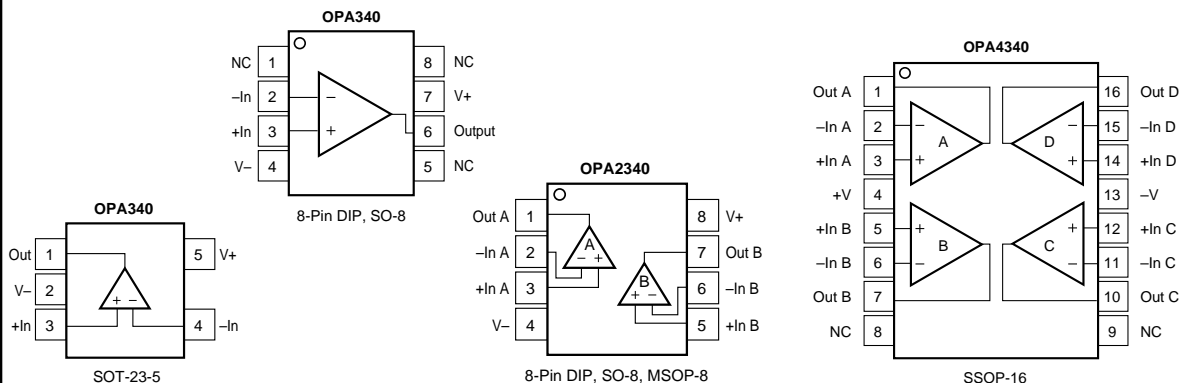 OPA340
NC 1 8 NC
–In 2 – 7 V+
+In 3 + 6 Output
V– 4 5 NC
8-Pin DIP, SO-8
OPA340
Out 1 5 V+
V– 2
+ –
+In 3 4 –In
SOT-23-5
OPA2340
Out A 1 8 V+
A
–In A 2 – + 7 Out B
B
+In A 3 + – 6 –In B
V– 4 5 +In B
8-Pin DIP, SO-8, MSOP-8
OPA4340
Out A 1 16 Out D
–In A 2 – – 15 –In D
A D
+In A 3 + + 14 +In D
+V 4 13 –V
+In B 5 + + 12 +In C
B C
–In B 6 – – 11 –In C
Out B 7 10 Out C
NC 8 9 NC
SSOP-16